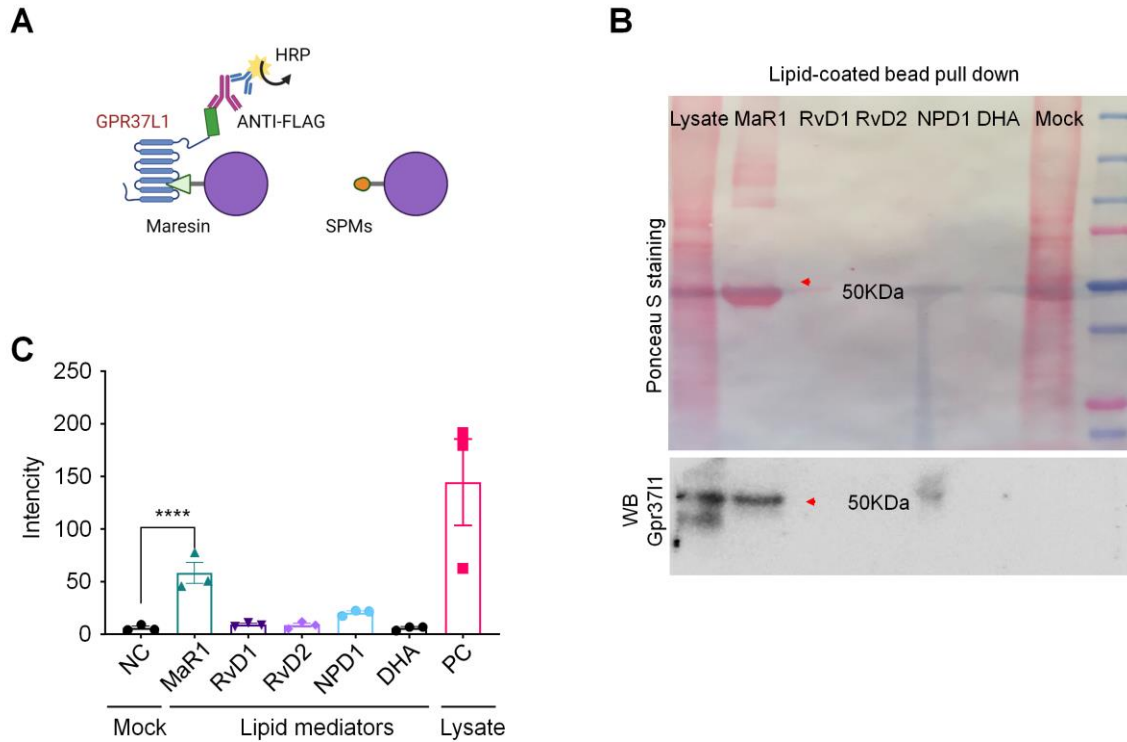 A
HRP
GPR37L1
ANTI-FLAG
Maresin
SPMs
B
Lipid-coated bead pull down
Lysate MaR1 RvD1 RvD2 NPD1 DHA Mock
Ponceau S staining
50KDa
WB
Gpr37l1
50KDa
C
Intencity
250
200
150
100
50
0
****
NC MaR1 RvD1 RvD2 NPD1 DHA PC
Mock Lipid mediators Lysate